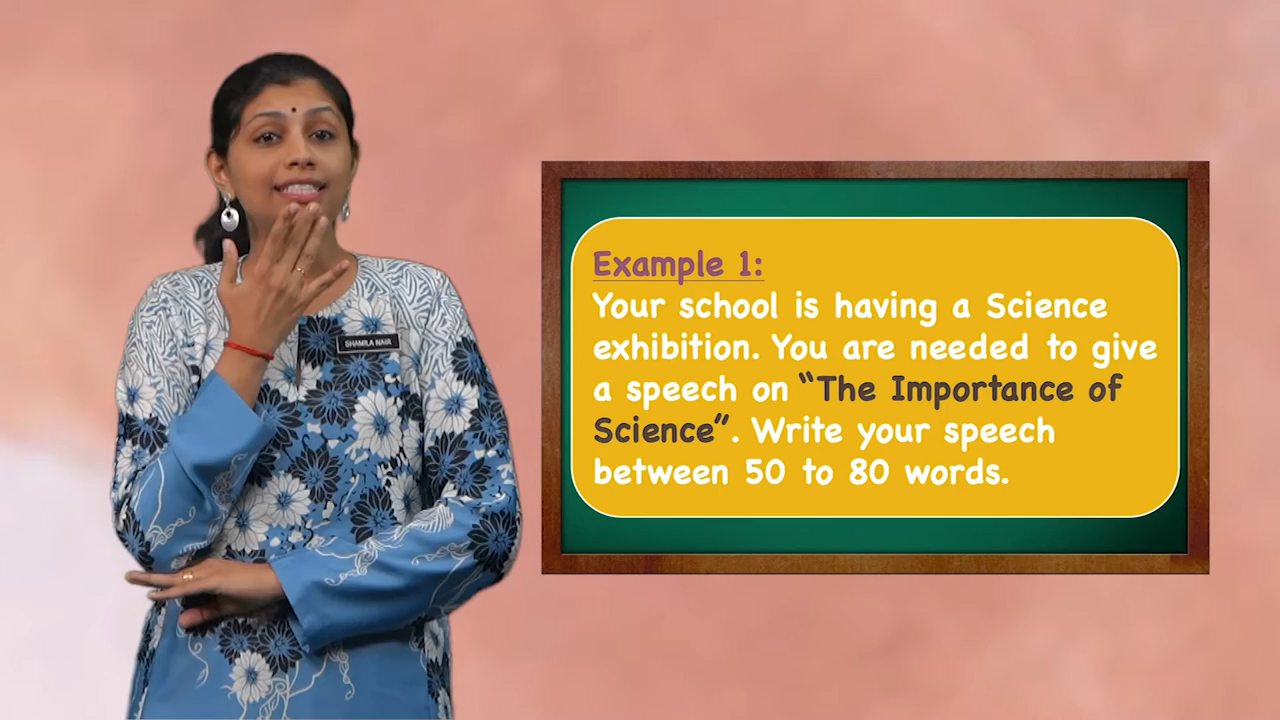 SHAMILA NAIR
Example 1:
Your school is having a Science
exhibition. You are needed to give
a speech on “The Importance of
Science”. Write your speech
between 50 to 80 words.